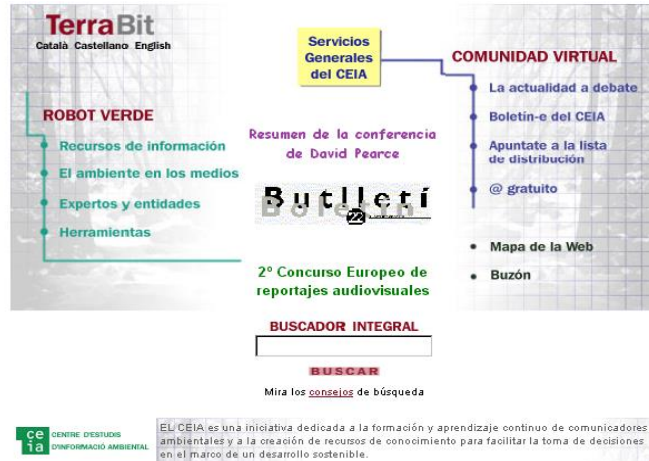 TerraBit
Català Castellano English
ROBOT VERDE
Recursos de información
El ambiente en los medios
Expertos y entidades
Herramientas
Servicios
Generales
del CEIA
Resumen de la conferencia
de David Pearce
Butlletí
Boletín
22
2º Concurso Europeo de
reportajes audiovisuales
BUSCADOR INTEGRAL
BUSCAR
Mira los consejos de búsqueda
COMUNIDAD VIRTUAL
La actualidad a debate
Boletín-e del CEIA
Apuntate a la lista
de distribución
@ gratuito
Mapa de la Web
Buzón
ceia
CENTRE D'ESTUDIS
D'INFORMACIÓ AMBIENTAL
EL CEIA es una iniciativa dedicada a la formación y aprendizaje continuo de comunicadores
ambientales y a la creación de recursos de conocimiento para facilitar la toma de decisiones
en el marco de un desarrollo sostenible.